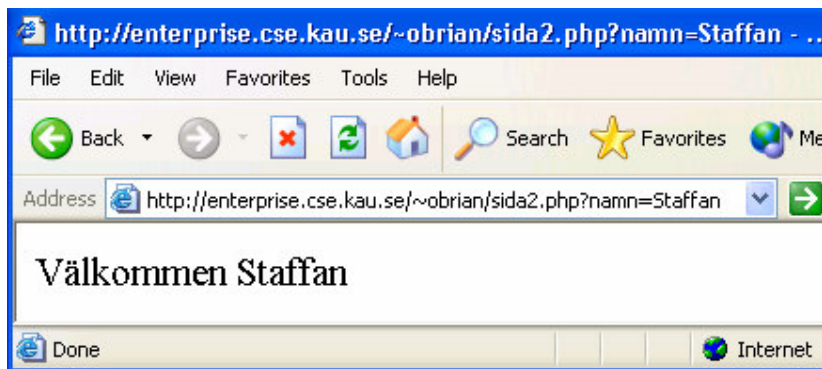 http://enterprise.cse.kau.se/~obrian/sida2.php?namn=Staffan - ...
File Edit View Favorites Tools Help
Back Search Favorites Me
Address http://enterprise.cse.kau.se/~obrian/sida2.php?namn=Staffan
Välkommen Staffan
Done Internet